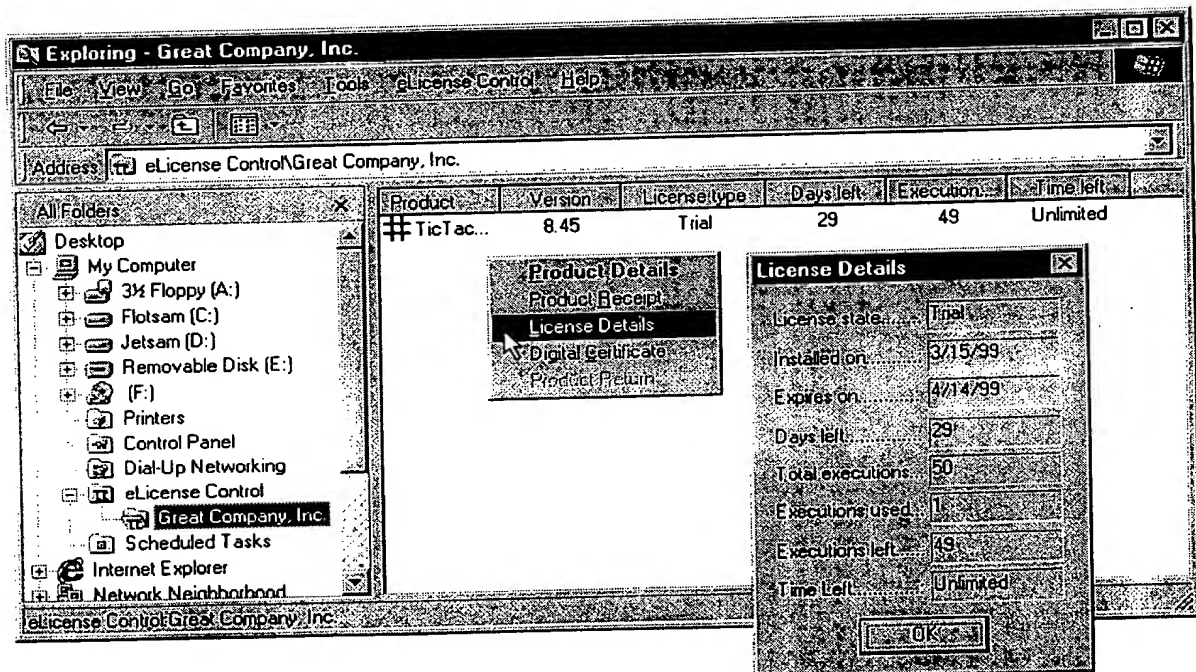 Exploring - Great Company, Inc.
File View Go Favorites Tools eLicense Control Help
Address eLicense Control\Great Company, Inc.
All Folders
Product Version License type Days left Execution... Time left
TicTac... 8.45 Trial 29 49 Unlimited
Desktop
My Computer
3½ Floppy (A:)
Flotsam (C:)
Jetsam (D:)
Removable Disk (E:)
(F:)
Printers
Control Panel
Dial-Up Networking
eLicense Control
Great Company, Inc.
Scheduled Tasks
Internet Explorer
Network Neighborhood
Product Details
Product Receipt
License Details
Digital Certificate
Product Return
License Details
License state....... Trial
Installed on.......... 3/15/99
Expires on........... 4/14/99
Days left:............ 29
Total executions... 50
Executions used... 1
Executions left..... 49
Time Left............ Unlimited
OK
eLicense Control\Great Company, Inc.